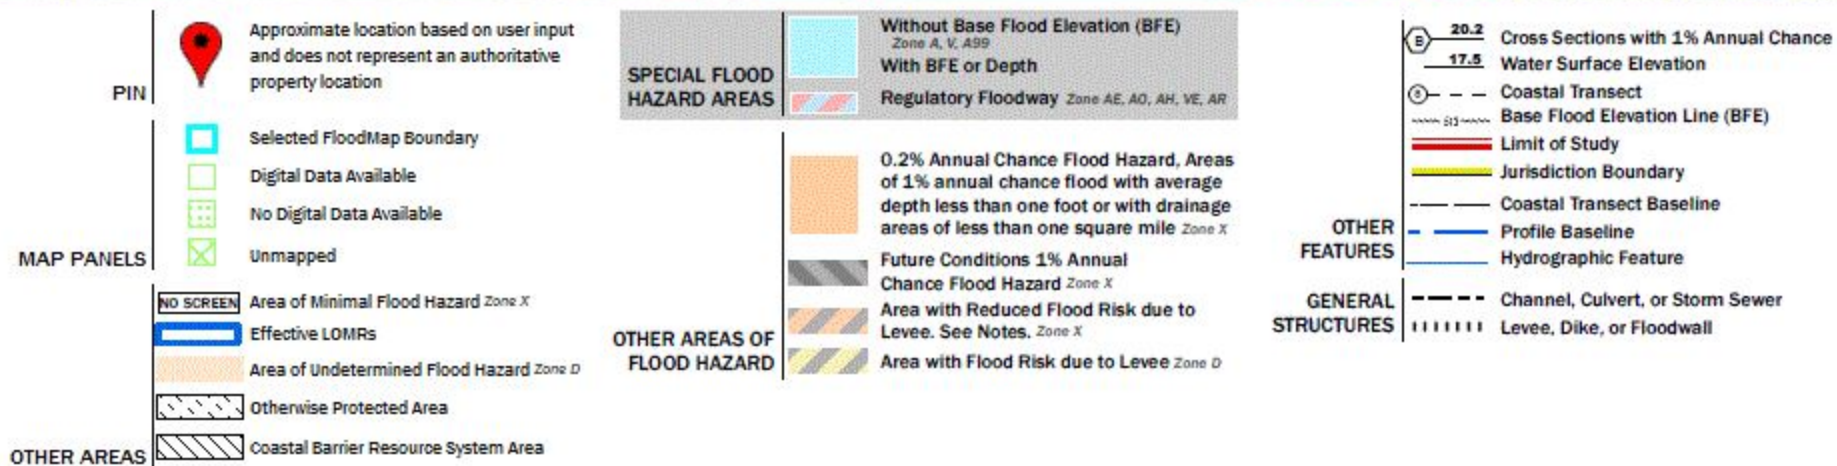 PIN
Approximate location based on user input
and does not represent an authoritative
property location
MAP PANELS
Selected FloodMap Boundary
Digital Data Available
No Digital Data Available
Unmapped
OTHER AREAS
NO SCREEN Area of Minimal Flood Hazard Zone X
Effective LOMRs
Area of Undetermined Flood Hazard Zone D
Otherwise Protected Area
Coastal Barrier Resource System Area
SPECIAL FLOOD
HAZARD AREAS
Without Base Flood Elevation (BFE)
Zone A, V, A99
With BFE or Depth
Regulatory Floodway Zone AE, AO, AH, VE, AR
OTHER AREAS OF
FLOOD HAZARD
0.2% Annual Chance Flood Hazard, Areas
of 1% annual chance flood with average
depth less than one foot or with drainage
areas of less than one square mile Zone X
Future Conditions 1% Annual
Chance Flood Hazard Zone X
Area with Reduced Flood Risk due to
Levee. See Notes. Zone X
Area with Flood Risk due to Levee Zone D
OTHER
FEATURES
B 20.2 Cross Sections with 1% Annual Chance
17.5 Water Surface Elevation
8 Coastal Transect
513 Base Flood Elevation Line (BFE)
Limit of Study
Jurisdiction Boundary
Coastal Transect Baseline
Profile Baseline
Hydrographic Feature
GENERAL
STRUCTURES
Channel, Culvert, or Storm Sewer
Levee, Dike, or Floodwall